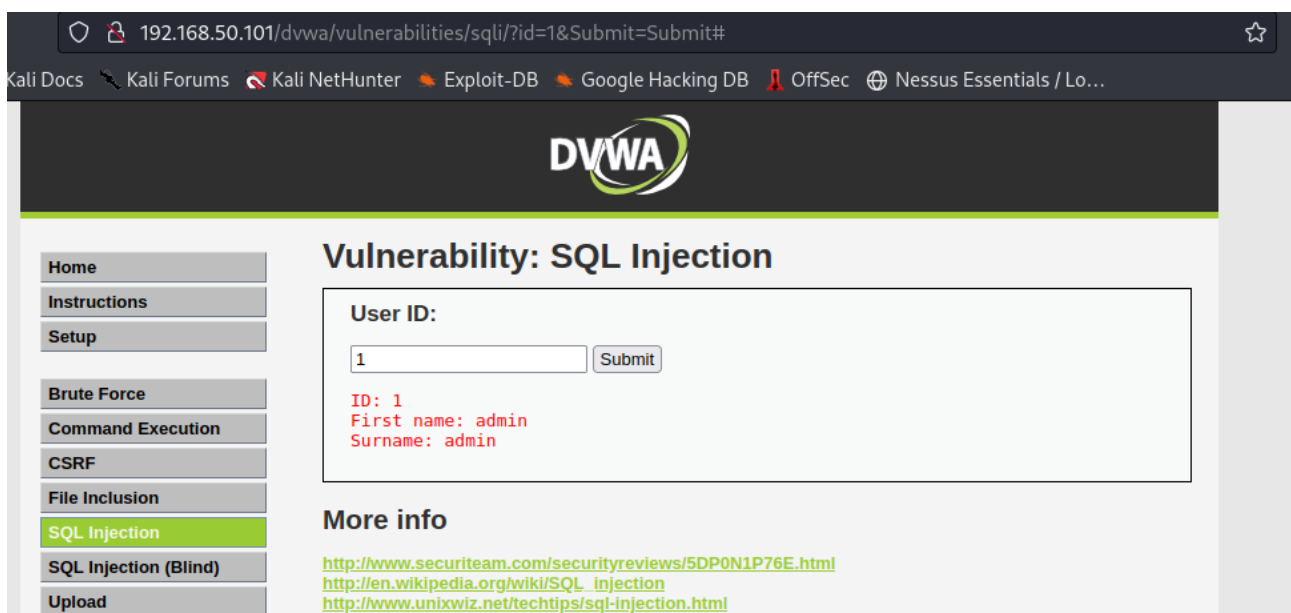 192.168.50.101/dvwa/vulnerabilities/sqli/?id=1&Submit=Submit#
Kali Docs Kali Forums Kali NetHunter Exploit-DB Google Hacking DB OffSec Nessus Essentials / Lo…
DVWA
Home
Instructions
Setup
Brute Force
Command Execution
CSRF
File Inclusion
SQL Injection
SQL Injection (Blind)
Upload
Vulnerability: SQL Injection
User ID:
1 Submit
ID: 1
First name: admin
Surname: admin
More info
http://www.securiteam.com/securityreviews/5DP0N1P76E.html
http://en.wikipedia.org/wiki/SQL_injection
http://www.unixwiz.net/techtips/sql-injection.html